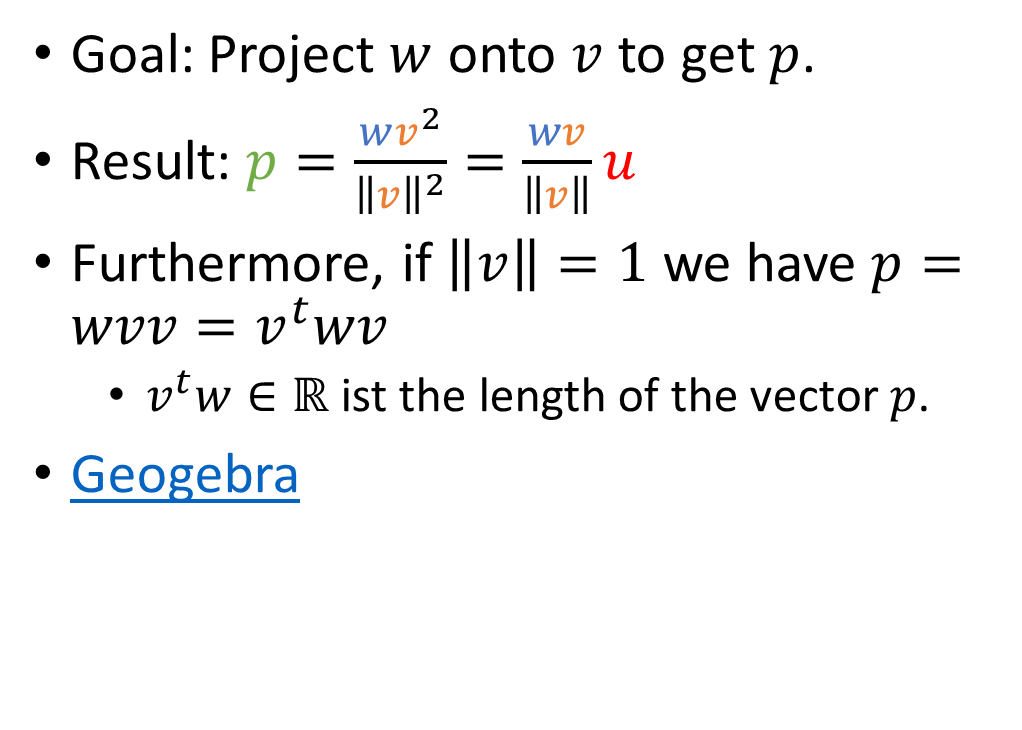 • Goal: Project 𝑤 onto 𝑣 to get 𝑝.
• Result: 𝑝 = 𝑤𝑣²/‖𝑣‖² = 𝑤𝑣/‖𝑣‖ 𝑢
• Furthermore, if ‖𝑣‖ = 1 we have 𝑝 =
𝑤𝑣𝑣 = 𝑣ᵗ𝑤𝑣
• 𝑣ᵗ𝑤 ∈ ℝ ist the length of the vector 𝑝.
• Geogebra